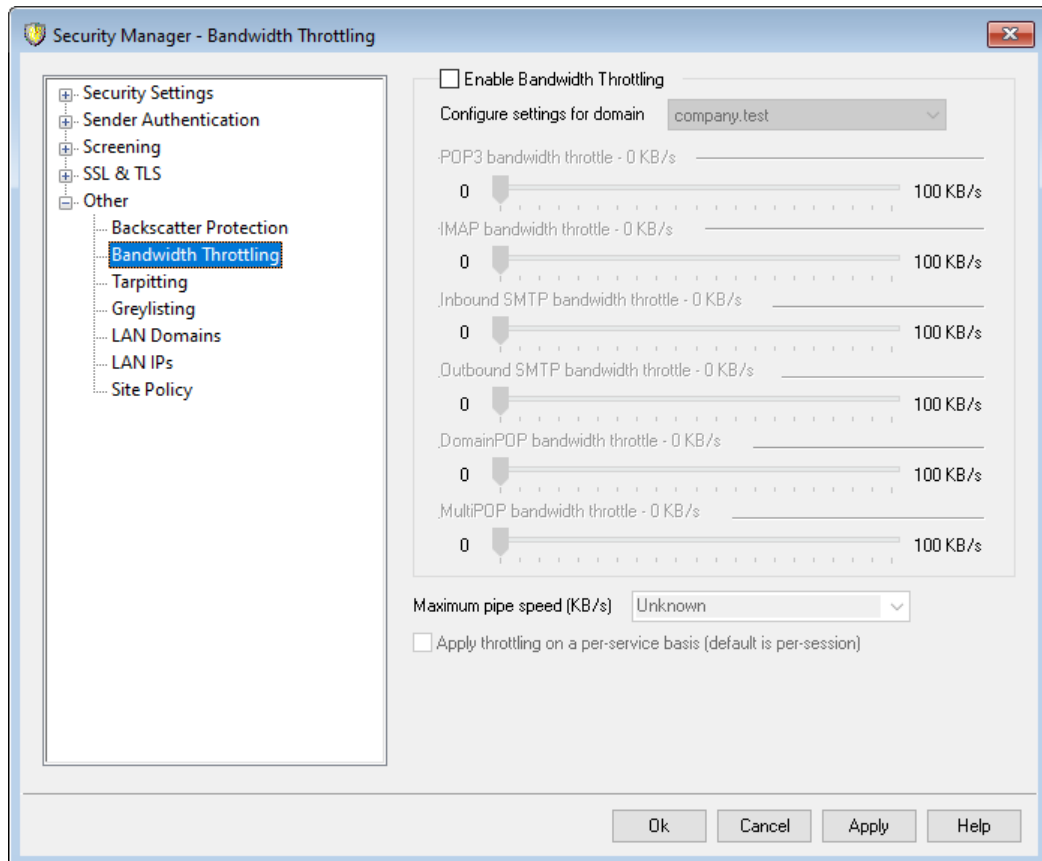 Security Manager - Bandwidth Throttling
Security Settings
Sender Authentication
Screening
SSL & TLS
Other
Backscatter Protection
Bandwidth Throttling
Tarpitting
Greylisting
LAN Domains
LAN IPs
Site Policy
Enable Bandwidth Throttling
Configure settings for domain company.test
POP3 bandwidth throttle - 0 KB/s
0 100 KB/s
IMAP bandwidth throttle - 0 KB/s
0 100 KB/s
Inbound SMTP bandwidth throttle - 0 KB/s
0 100 KB/s
Outbound SMTP bandwidth throttle - 0 KB/s
0 100 KB/s
DomainPOP bandwidth throttle - 0 KB/s
0 100 KB/s
MultiPOP bandwidth throttle - 0 KB/s
0 100 KB/s
Maximum pipe speed (KB/s) Unknown
Apply throttling on a per-service basis (default is per-session)
Ok Cancel Apply Help